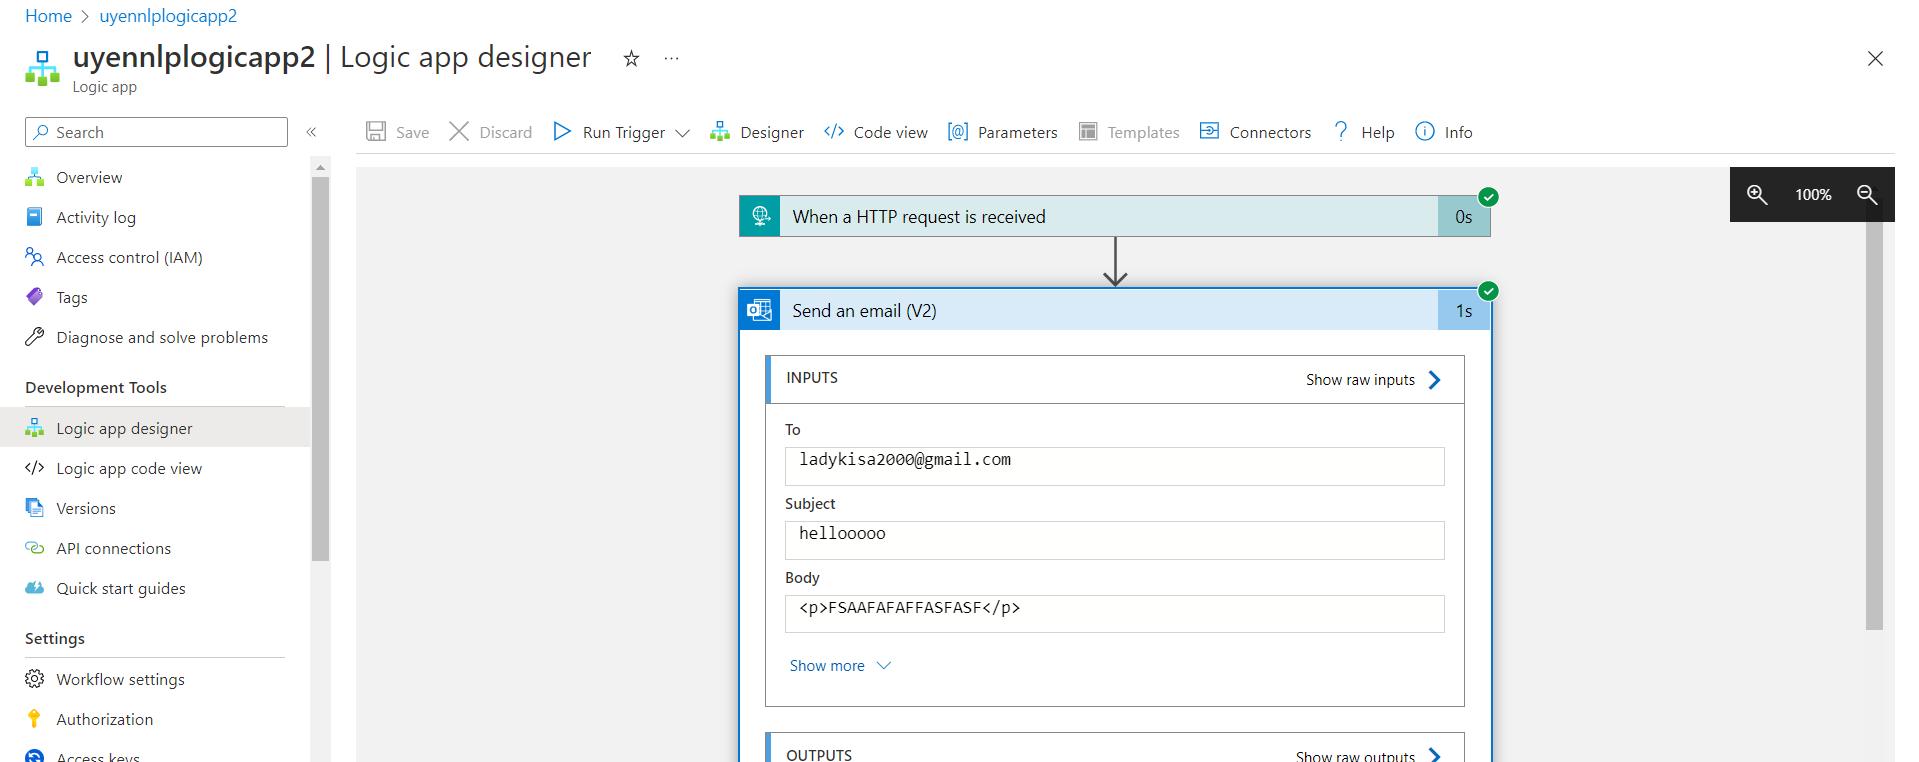 Home > uyennlplogicapp2
uyennlplogicapp2 | Logic app designer
Logic app
Search
Save Discard Run Trigger Designer Code view Parameters Templates Connectors Help Info
Overview
Activity log
Access control (IAM)
Tags
Diagnose and solve problems
Development Tools
Logic app designer
Logic app code view
Versions
API connections
Quick start guides
Settings
Workflow settings
Authorization
Access keys
100%
When a HTTP request is received 0s
Send an email (V2) 1s
INPUTS Show raw inputs
To
ladykisa2000@gmail.com
Subject
hellooooo
Body
<p>FSAAFAFAFFASFASF</p>
Show more
OUTPUTS Show raw outputs